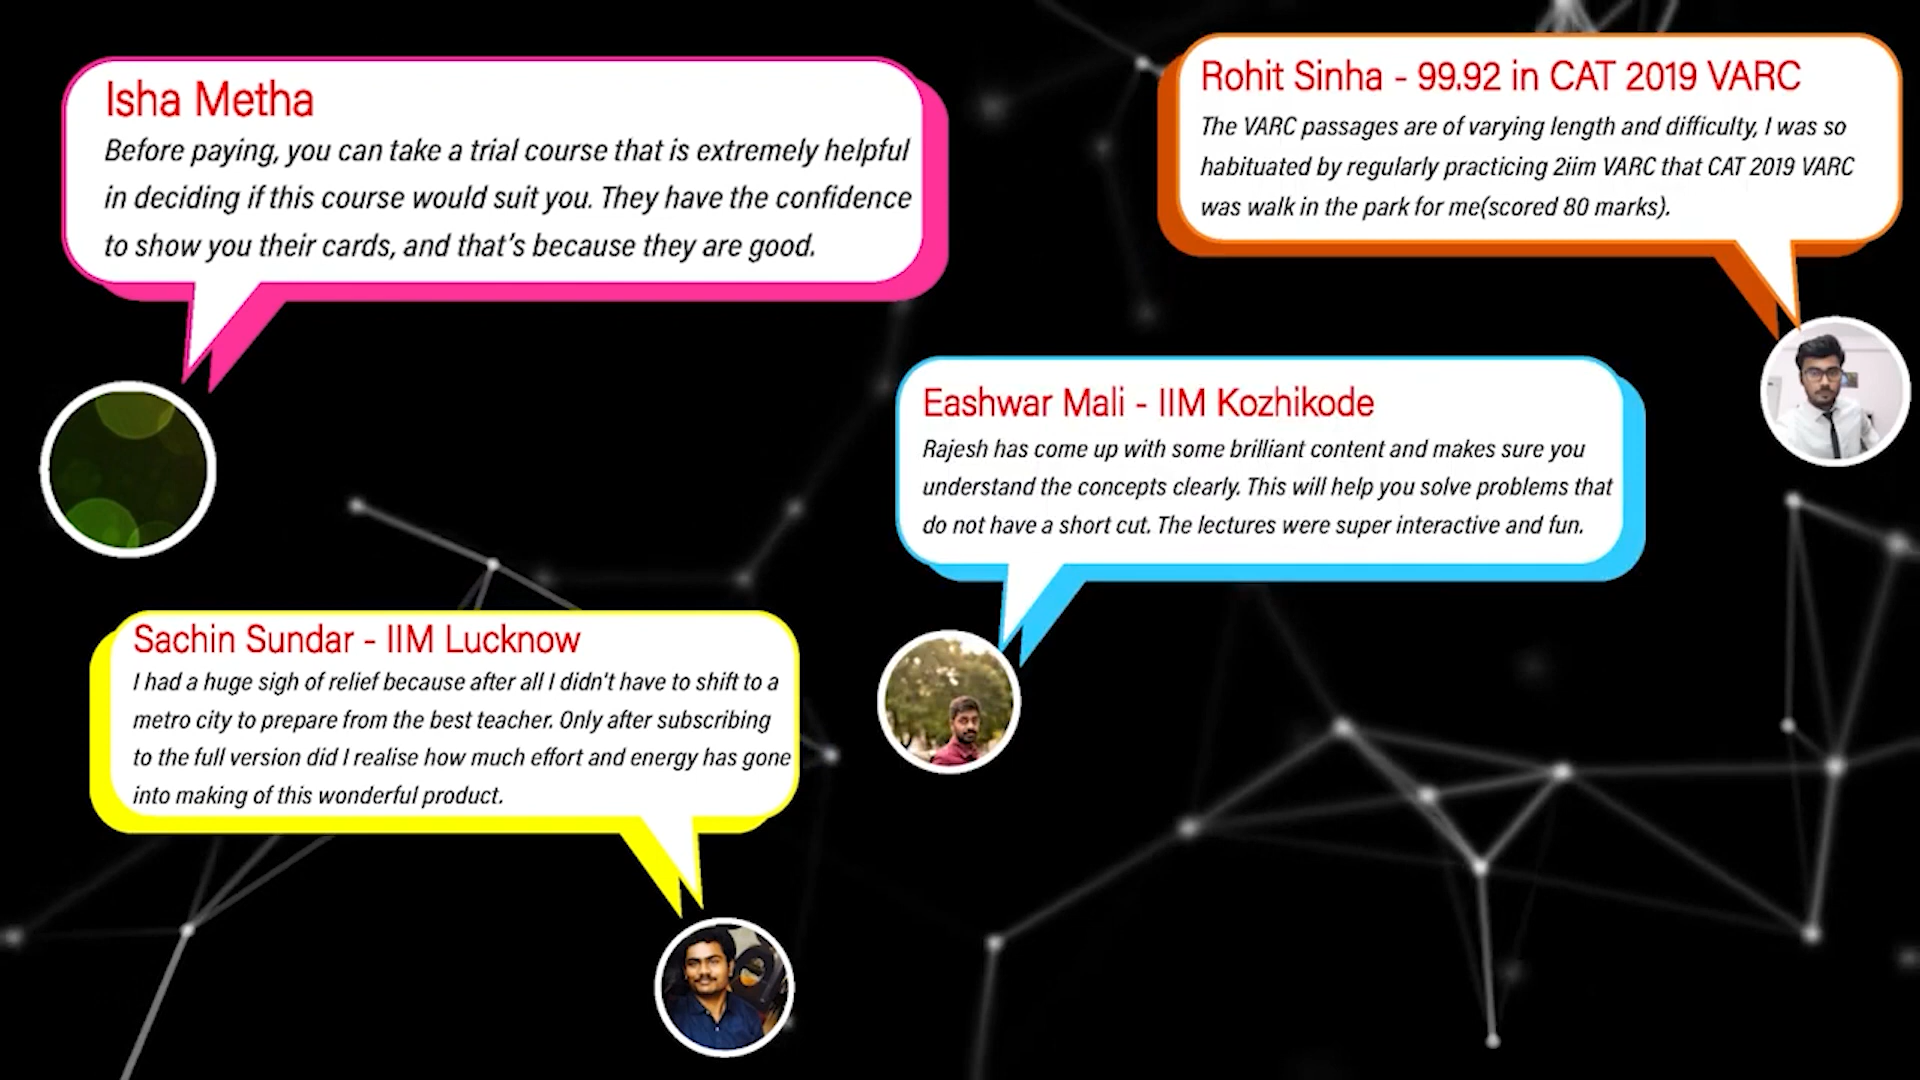 Isha Metha
Before paying, you can take a trial course that is extremely helpful
in deciding if this course would suit you. They have the confidence
to show you their cards, and that's because they are good.
Rohit Sinha - 99.92 in CAT 2019 VARC
The VARC passages are of varying length and difficulty, I was so
habituated by regularly practicing 2iim VARC that CAT 2019 VARC
was walk in the park for me(scored 80 marks).
Eashwar Mali - IIM Kozhikode
Rajesh has come up with some brilliant content and makes sure you
understand the concepts clearly. This will help you solve problems that
do not have a short cut. The lectures were super interactive and fun.
Sachin Sundar - IIM Lucknow
I had a huge sigh of relief because after all I didn't have to shift to a
metro city to prepare from the best teacher. Only after subscribing
to the full version did I realise how much effort and energy has gone
into making of this wonderful product.